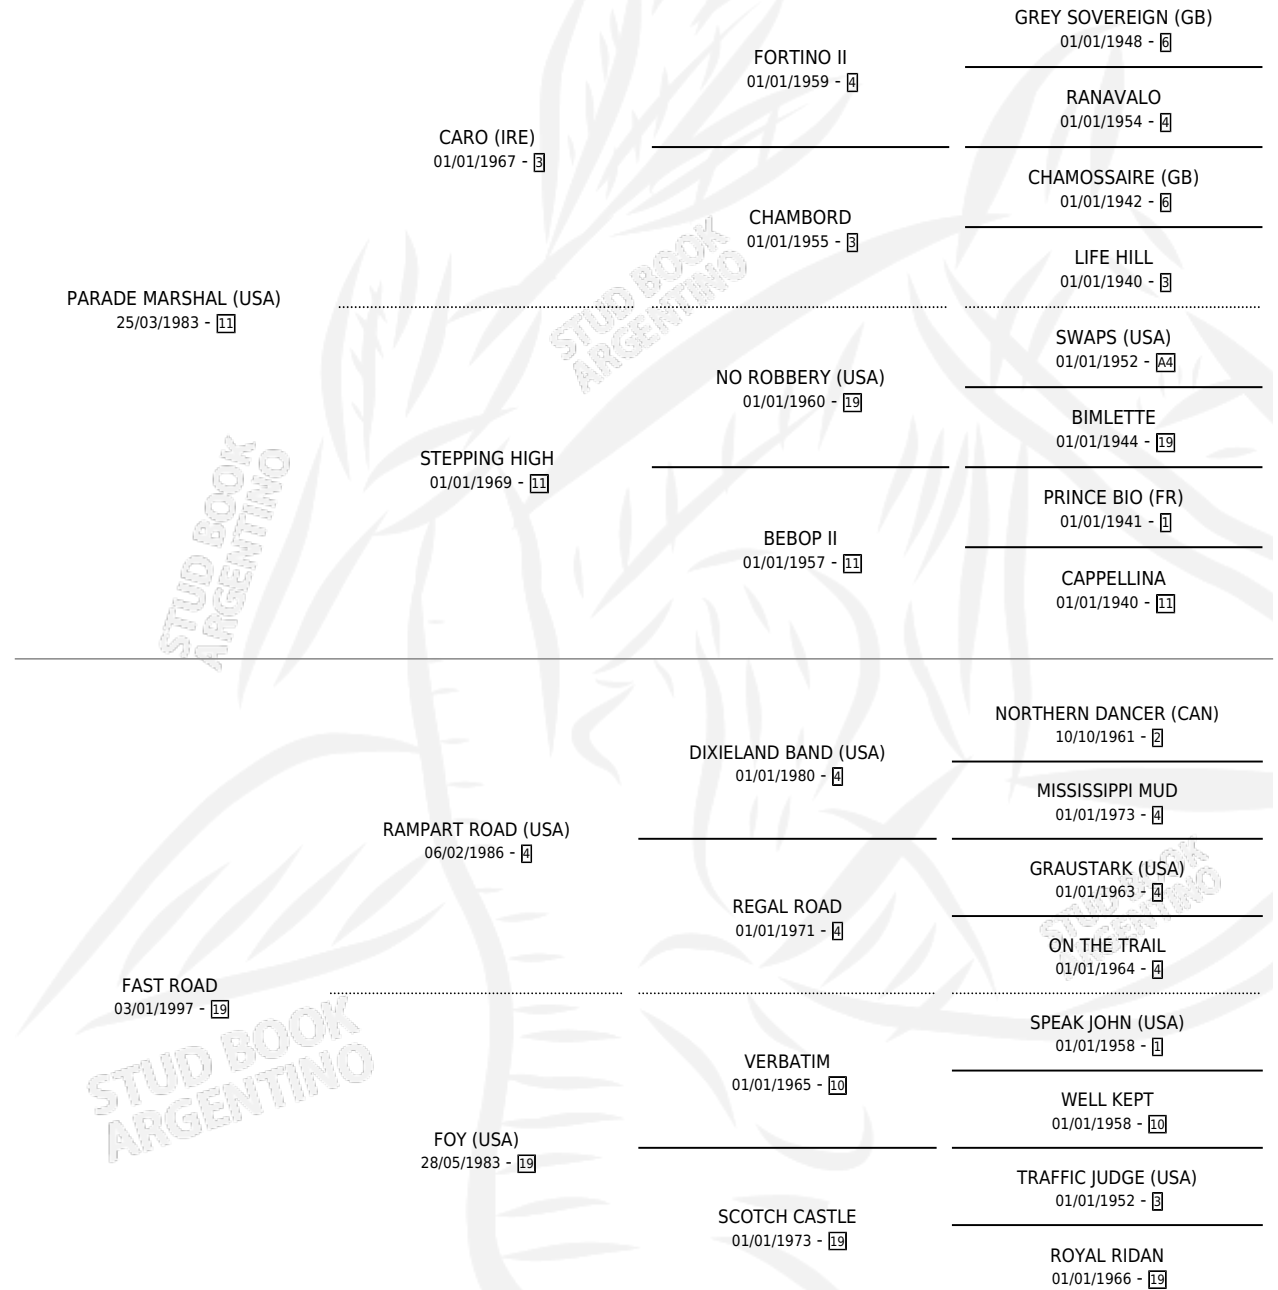 GREY SOVEREIGN (GB)
01/01/1948 - 6
FORTINO II
01/01/1959 - 4
RANAVALO
01/01/1954 - 4
CARO (IRE)
01/01/1967 - 3
CHAMOSSAIRE (GB)
01/01/1942 - 6
CHAMBORD
01/01/1955 - 3
LIFE HILL
01/01/1940 - 3
PARADE MARSHAL (USA)
25/03/1983 - 11
SWAPS (USA)
01/01/1952 - A4
NO ROBBERY (USA)
01/01/1960 - 19
BIMLETTE
01/01/1944 - 19
STEPPING HIGH
01/01/1969 - 11
PRINCE BIO (FR)
01/01/1941 - 1
BEBOP II
01/01/1957 - 11
CAPPELLINA
01/01/1940 - 11
NORTHERN DANCER (CAN)
10/10/1961 - 2
DIXIELAND BAND (USA)
01/01/1980 - 4
MISSISSIPPI MUD
01/01/1973 - 4
RAMPART ROAD (USA)
06/02/1986 - 4
GRAUSTARK (USA)
01/01/1963 - 4
REGAL ROAD
01/01/1971 - 4
ON THE TRAIL
01/01/1964 - 4
FAST ROAD
03/01/1997 - 19
SPEAK JOHN (USA)
01/01/1958 - 1
VERBATIM
01/01/1965 - 10
WELL KEPT
01/01/1958 - 10
FOY (USA)
28/05/1983 - 19
TRAFFIC JUDGE (USA)
01/01/1952 - 3
SCOTCH CASTLE
01/01/1973 - 19
ROYAL RIDAN
01/01/1966 - 19
STUD BOOK
ARGENTINO
STUD BOOK
ARGENTINO
STUD BOOK
ARGENTINO
STUD BOOK
ARGENTINO